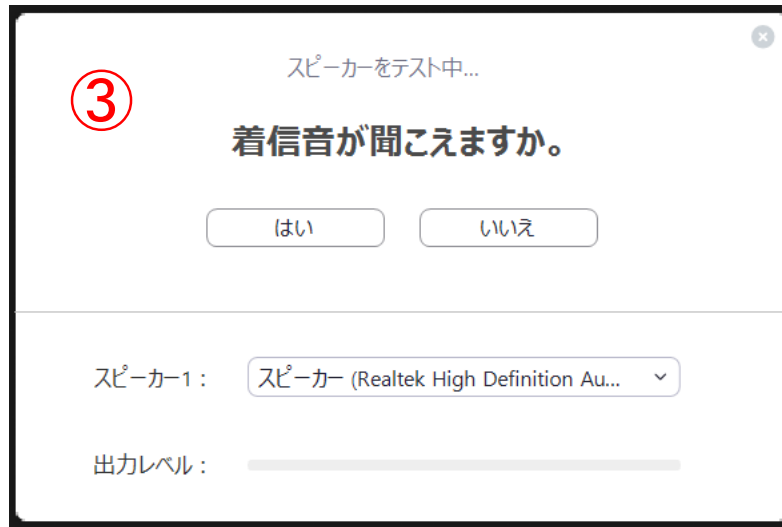 スピーカーをテスト中...
③
着信音が聞こえますか。
はい
いいえ
スピーカー1：
スピーカー (Realtek High Definition Au...
出力レベル：